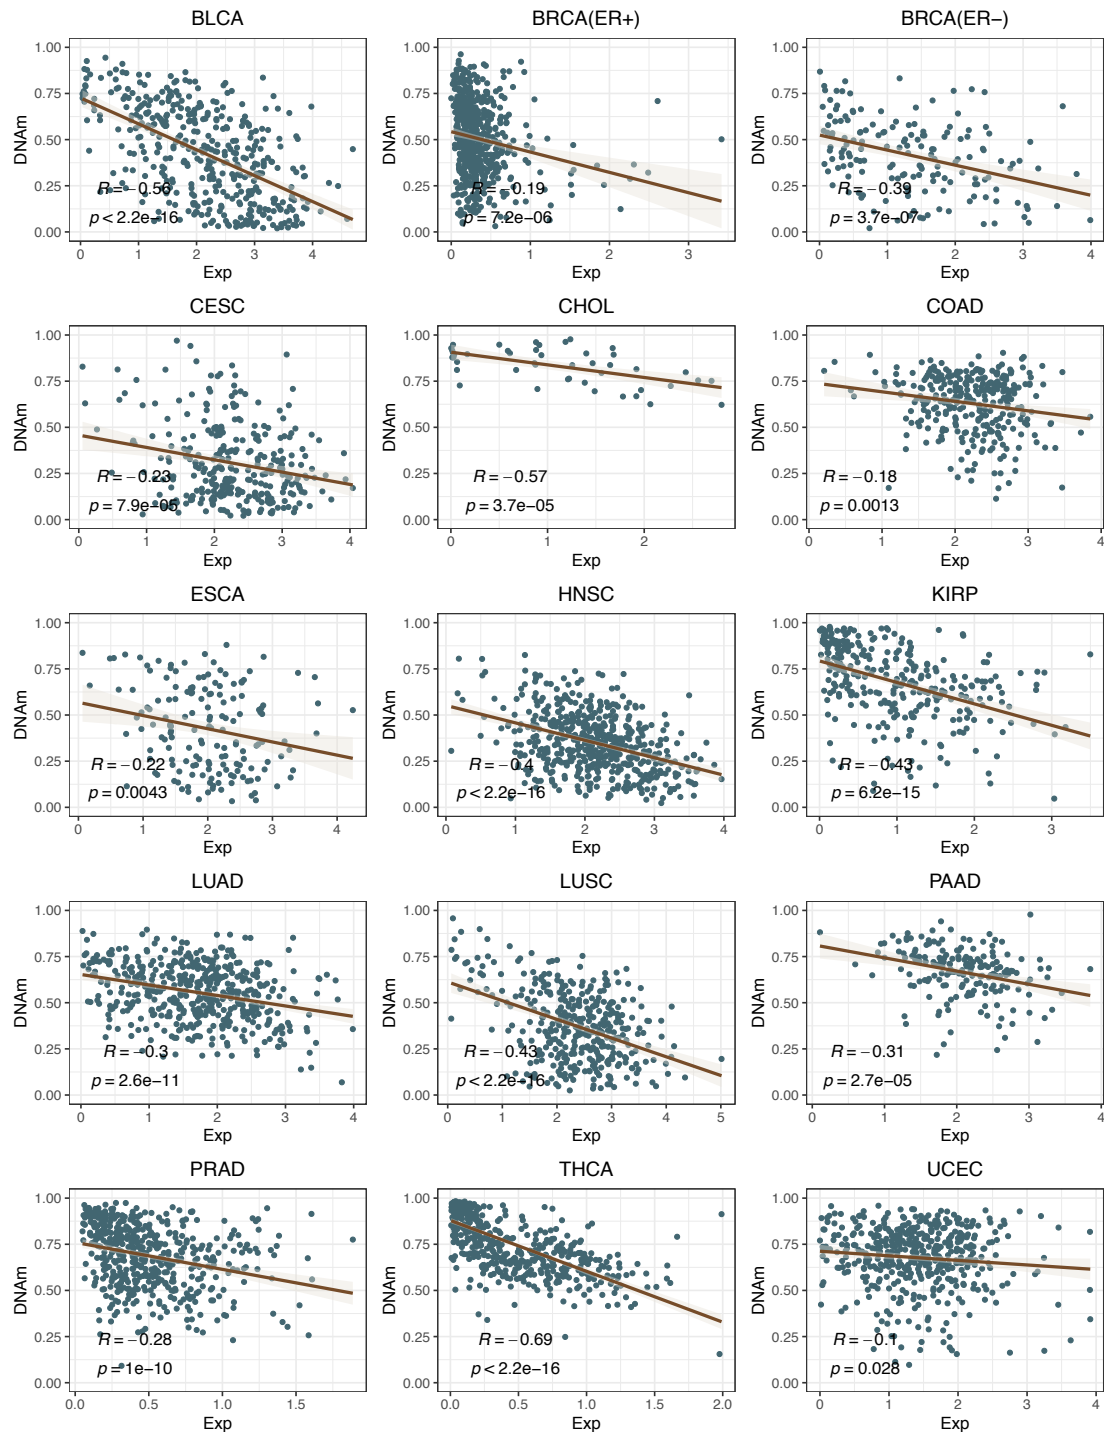 BLCA BRCA(ER+) BRCA(ER−)
1.00 1.00 1.00
0.75 0.75 0.75
DNAm DNAm DNAm
0.50 0.50 0.50
0.25 0.25 0.25
R = −0.56 R = −0.19 R = −0.39
p < 2.2e−16 p = 7.2e−06 p = 3.7e−07
0.00 0.00 0.00
0 1 2 3 4 0 1 2 3 0 1 2 3 4
Exp Exp Exp
CESC CHOL COAD
1.00 1.00 1.00
0.75 0.75 0.75
DNAm DNAm DNAm
0.50 0.50 0.50
0.25 0.25 0.25
R = −0.23 R = −0.57 R = −0.18
p = 7.9e−05 p = 3.7e−05 p = 0.0013
0.00 0.00 0.00
0 1 2 3 4 0 1 2 0 1 2 3 4
Exp Exp Exp
ESCA HNSC KIRP
1.00 1.00 1.00
0.75 0.75 0.75
DNAm DNAm DNAm
0.50 0.50 0.50
0.25 0.25 0.25
R = −0.22 R = −0.4 R = −0.43
p = 0.0043 p < 2.2e−16 p = 6.2e−15
0.00 0.00 0.00
0 1 2 3 4 0 1 2 3 4 0 1 2 3
Exp Exp Exp
LUAD LUSC PAAD
1.00 1.00 1.00
0.75 0.75 0.75
DNAm DNAm DNAm
0.50 0.50 0.50
0.25 0.25 0.25
R = −0.3 R = −0.43 R = −0.31
p = 2.6e−11 p < 2.2e−16 p = 2.7e−05
0.00 0.00 0.00
0 1 2 3 4 0 1 2 3 4 5 0 1 2 3 4
Exp Exp Exp
PRAD THCA UCEC
1.00 1.00 1.00
0.75 0.75 0.75
DNAm DNAm DNAm
0.50 0.50 0.50
0.25 0.25 0.25
R = −0.28 R = −0.69 R = −0.1
p = 1e−10 p < 2.2e−16 p = 0.028
0.00 0.00 0.00
0.0 0.5 1.0 1.5 0.0 0.5 1.0 1.5 2.0 0 1 2 3 4
Exp Exp Exp